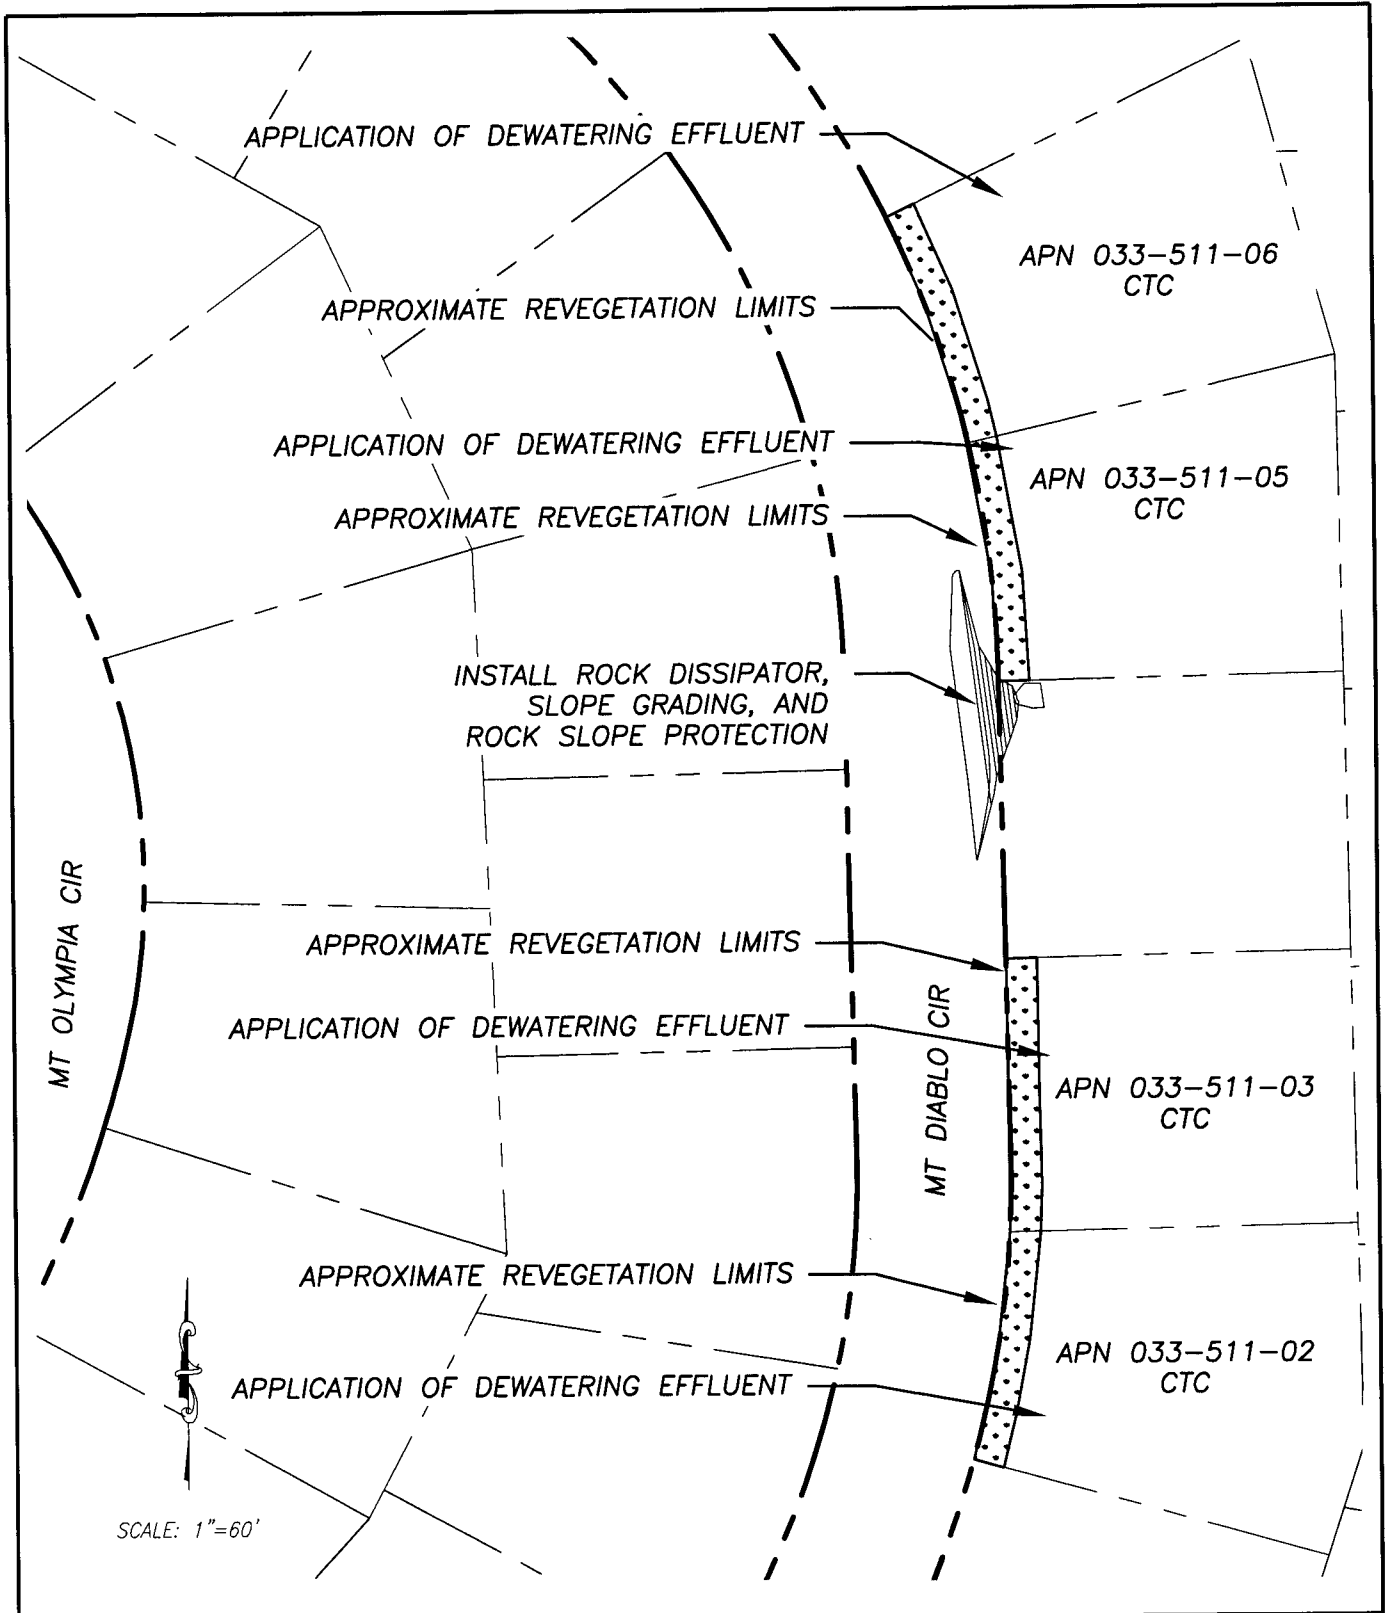 APPLICATION OF DEWATERING EFFLUENT
APN 033-511-06
CTC
APPROXIMATE REVEGETATION LIMITS
APPLICATION OF DEWATERING EFFLUENT
APN 033-511-05
CTC
APPROXIMATE REVEGETATION LIMITS
INSTALL ROCK DISSIPATOR,
SLOPE GRADING, AND
ROCK SLOPE PROTECTION
MT OLYMPIA CIR
APPROXIMATE REVEGETATION LIMITS
MT DIABLO CIR
APPLICATION OF DEWATERING EFFLUENT
APN 033-511-03
CTC
APPROXIMATE REVEGETATION LIMITS
APN 033-511-02
CTC
APPLICATION OF DEWATERING EFFLUENT
SCALE: 1"=60'